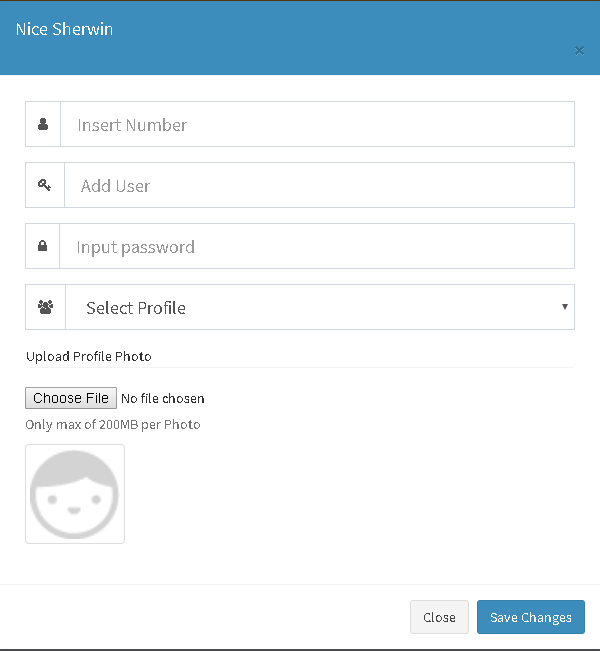 Nice Sherwin
×
Insert Number
Add User
Input password
Select Profile
Upload Profile Photo
Choose File No file chosen
Only max of 200MB per Photo
Close Save Changes